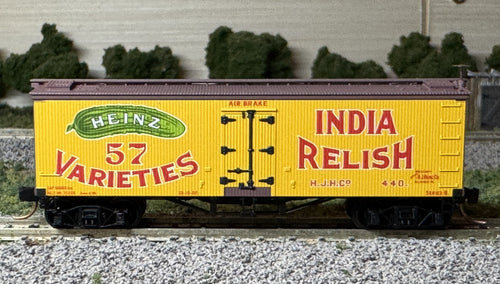 AIR BRAKE
HEINZ
57
VARIETIES
INDIA
RELISH
H.J.H.Co 440.